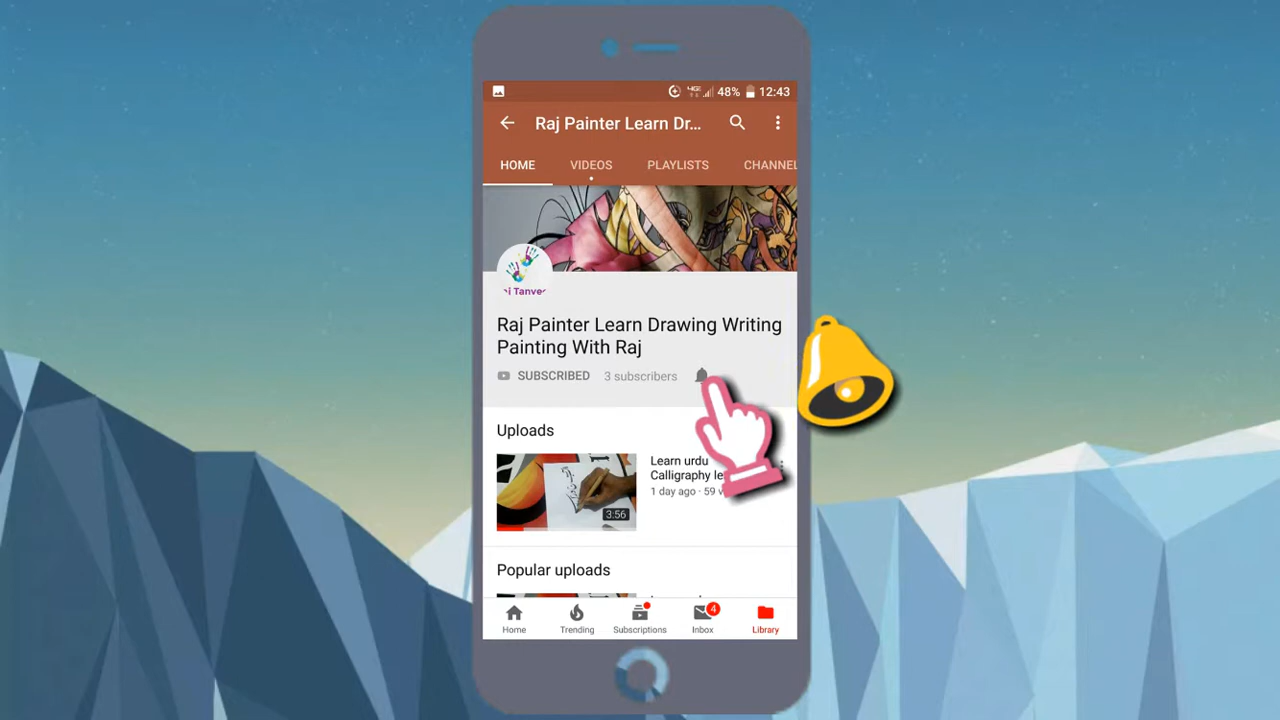 48% 12:43
Raj Painter Learn Dr...
HOME VIDEOS PLAYLISTS CHANNEL
Raj Painter Learn Drawing Writing
Painting With Raj
SUBSCRIBED 3 subscribers
Uploads
Learn urdu
Calligraphy le
1 day ago · 59 v
3:56
Popular uploads
4
Home Trending Subscriptions Inbox Library